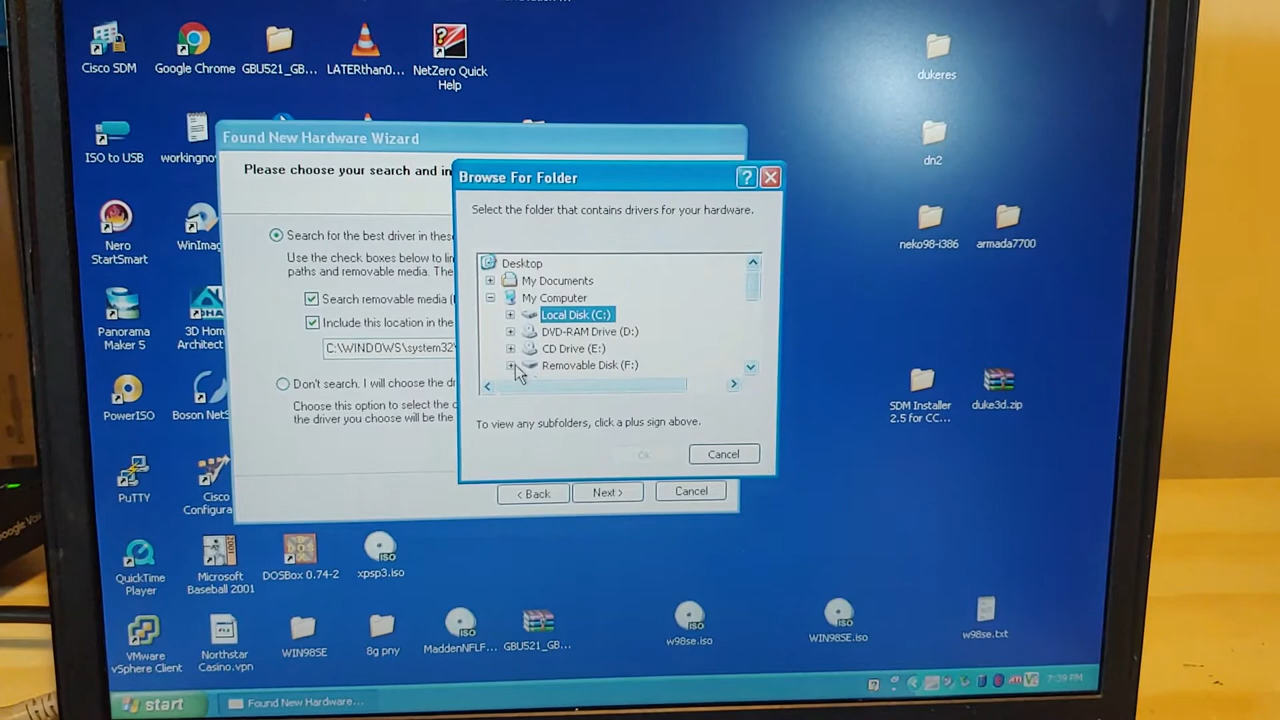 Cisco SDM
Google Chrome
GBU521_GB...
LATERthan0...
NetZero Quick
Help
dukeres
ISO to USB
workingno
dn2
Found New Hardware Wizard
Please choose your search and in
Search for the best driver in these
Use the check boxes below to lin
paths and removable media. The
Search removable media (
Include this location in the
C:\WINDOWS\system32\
Don't search. I will choose the dr
Choose this option to select the d
the driver you choose will be the
< Back
Next >
Cancel
Browse For Folder
Select the folder that contains drivers for your hardware.
Desktop
My Documents
My Computer
Local Disk (C:)
DVD-RAM Drive (D:)
CD Drive (E:)
Removable Disk (F:)
To view any subfolders, click a plus sign above.
Ok
Cancel
Nero
StartSmart
WinImag
neko98-i386
armada7700
Panorama
Maker 5
3D Hom
Architect
PowerISO
Boson NetS
SDM Installer
2.5 for CC...
duke3d.zip
PuTTY
Cisco
Configura
QuickTime
Player
Microsoft
Baseball 2001
DOSBox 0.74-2
xpsp3.iso
VMware
vSphere Client
Northstar
Casino.vpn
WIN98SE
8g pny
MaddenNFLF...
GBU521_GB...
w98se.iso
WIN98SE.iso
w98se.txt
start
Found New Hardware...
7:39 PM